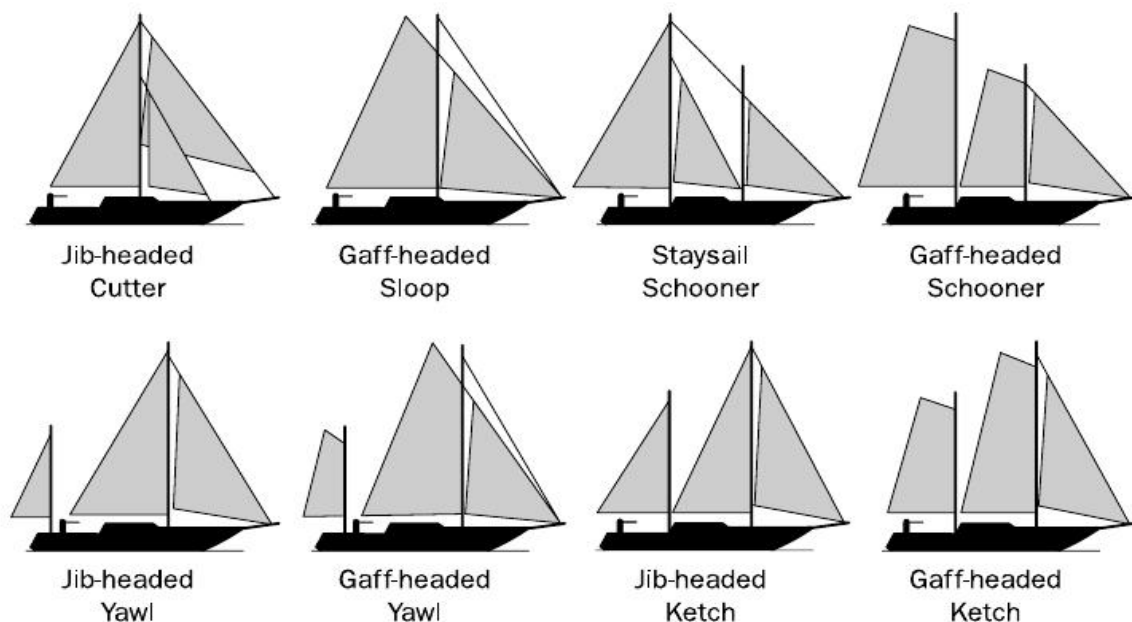 Jib-headed
Cutter
Gaff-headed
Sloop
Staysail
Schooner
Gaff-headed
Schooner
Jib-headed
Yawl
Gaff-headed
Yawl
Jib-headed
Ketch
Gaff-headed
Ketch